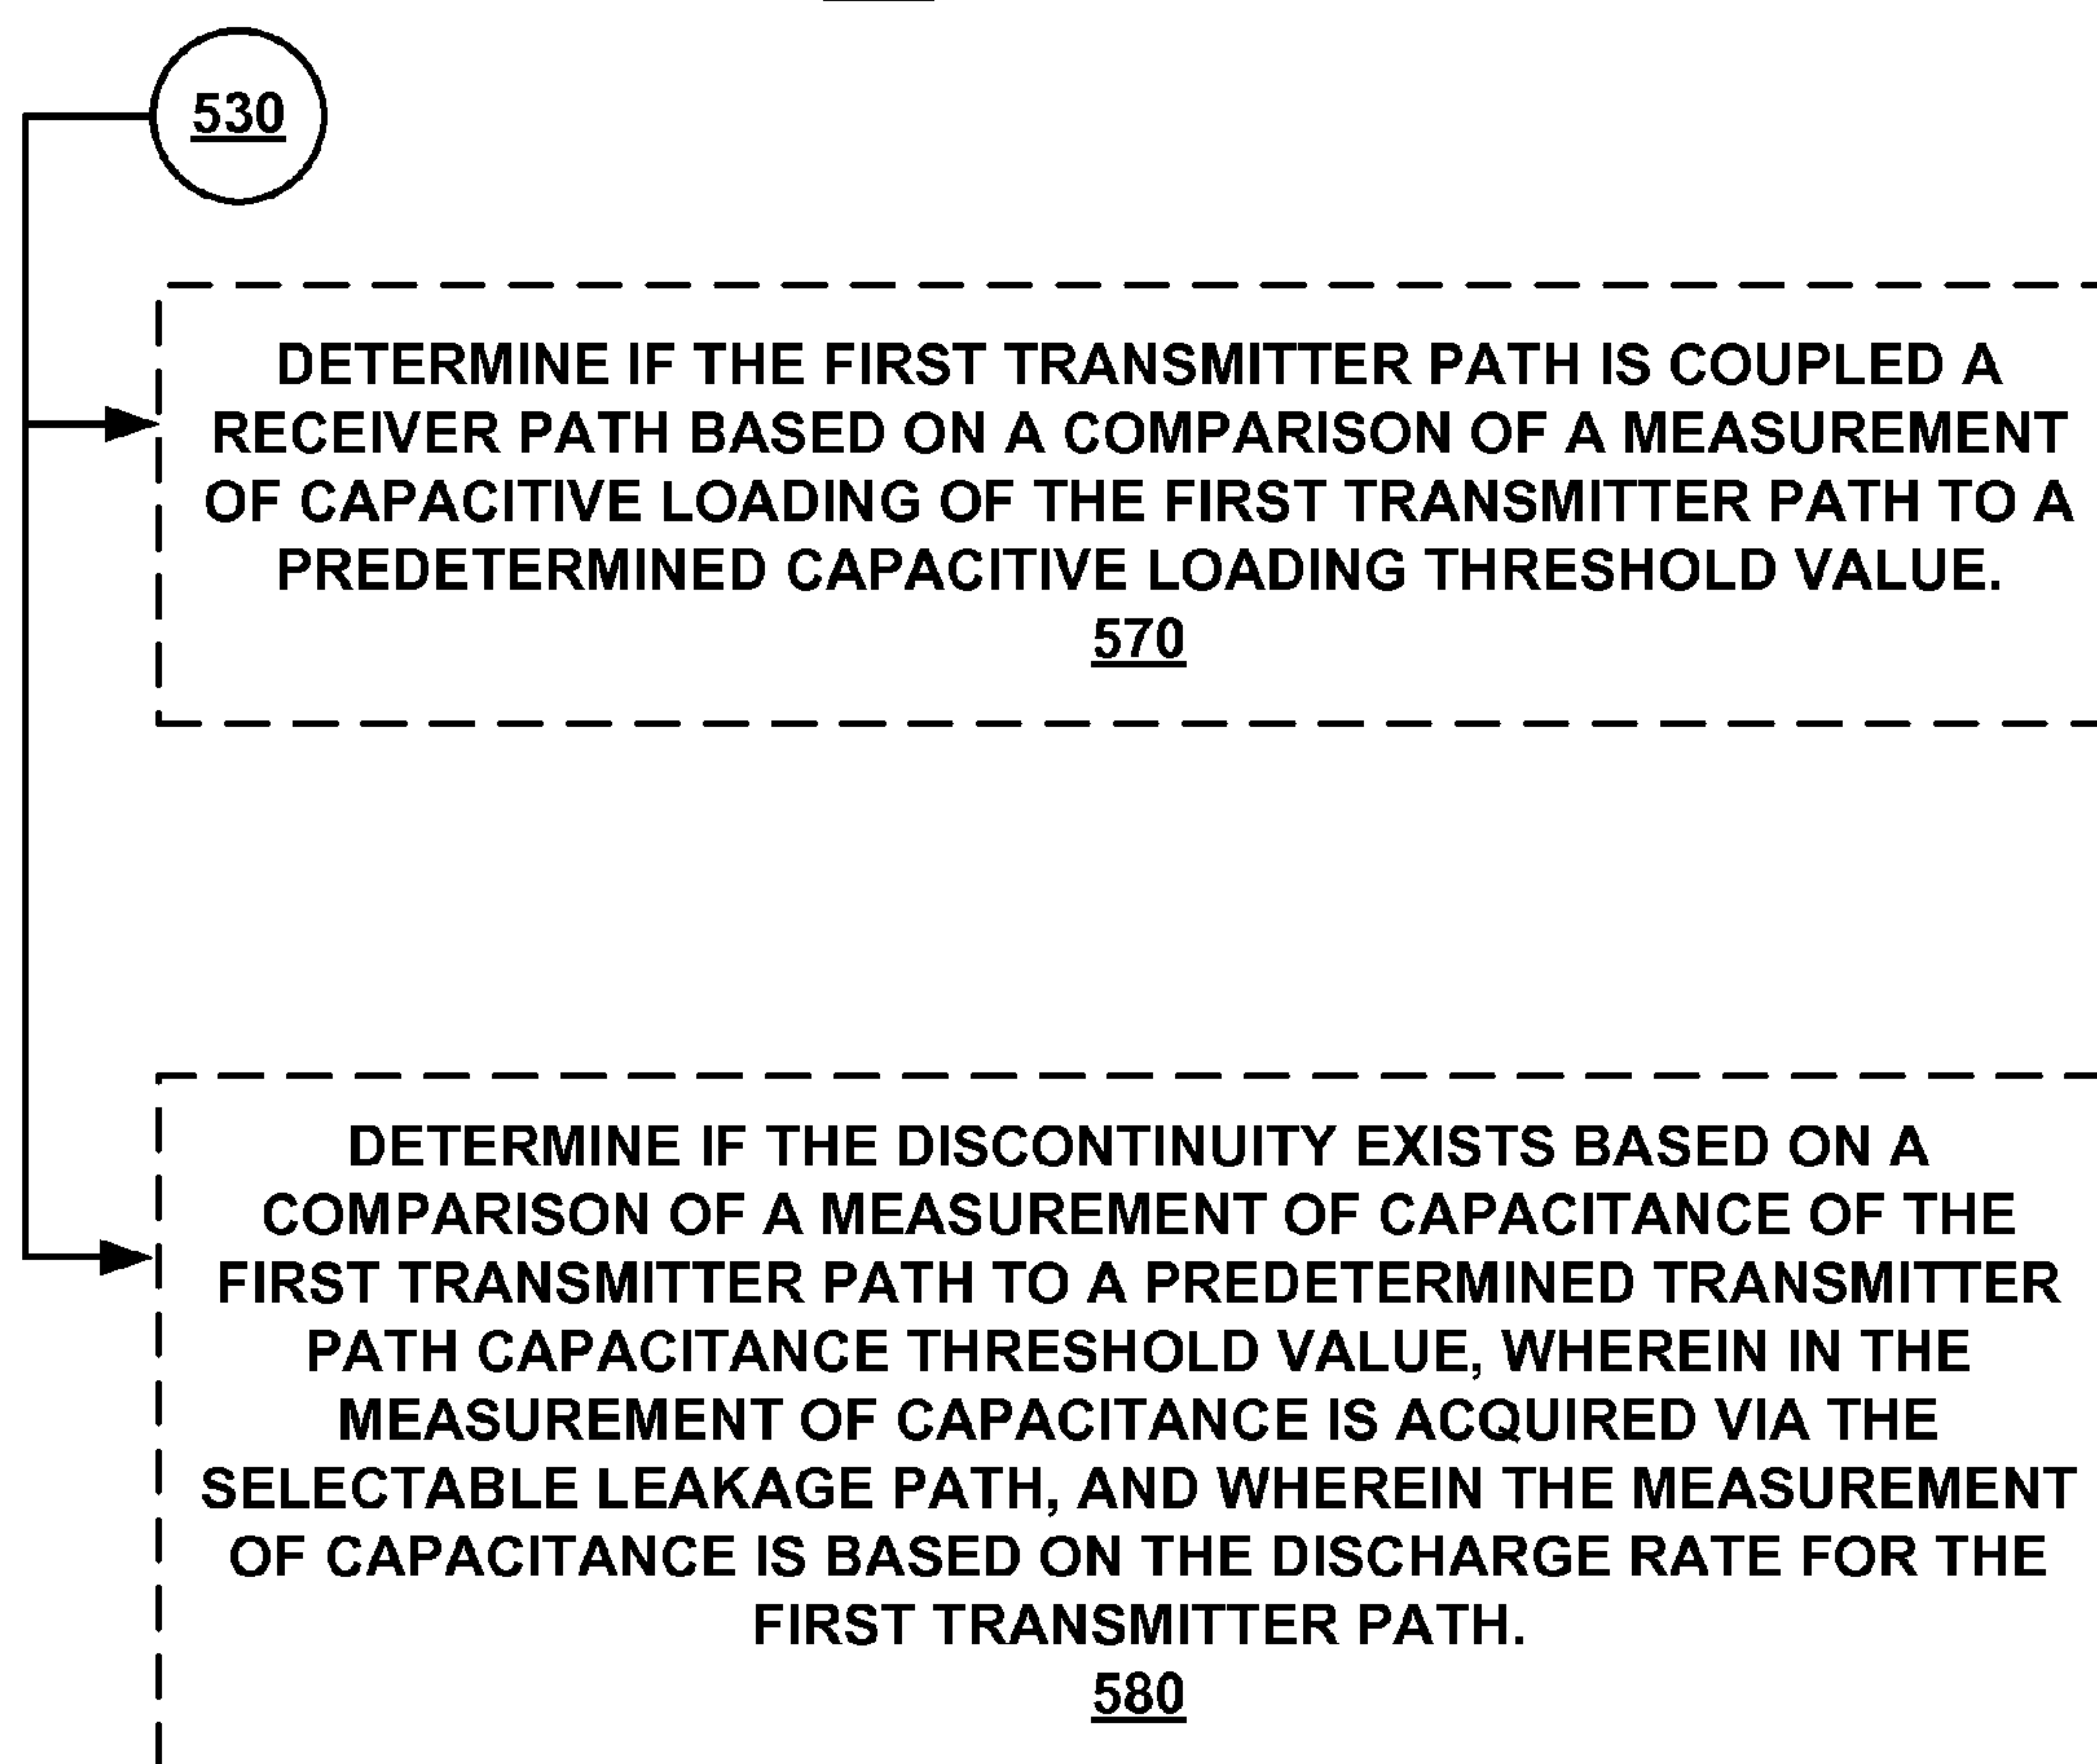 530
DETERMINE IF THE FIRST TRANSMITTER PATH IS COUPLED A
RECEIVER PATH BASED ON A COMPARISON OF A MEASUREMENT
OF CAPACITIVE LOADING OF THE FIRST TRANSMITTER PATH TO A
PREDETERMINED CAPACITIVE LOADING THRESHOLD VALUE.
570
DETERMINE IF THE DISCONTINUITY EXISTS BASED ON A
COMPARISON OF A MEASUREMENT OF CAPACITANCE OF THE
FIRST TRANSMITTER PATH TO A PREDETERMINED TRANSMITTER
PATH CAPACITANCE THRESHOLD VALUE, WHEREIN IN THE
MEASUREMENT OF CAPACITANCE IS ACQUIRED VIA THE
SELECTABLE LEAKAGE PATH, AND WHEREIN THE MEASUREMENT
OF CAPACITANCE IS BASED ON THE DISCHARGE RATE FOR THE
FIRST TRANSMITTER PATH.
580